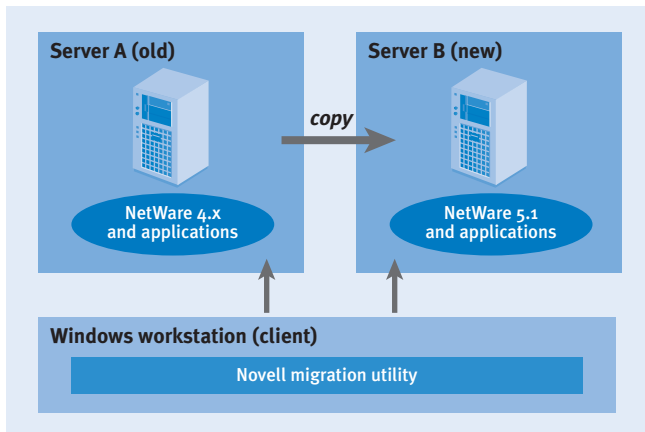 Server A (old)
Server B (new)
copy
NetWare 4.x
and applications
NetWare 5.1
and applications
Windows workstation (client)
Novell migration utility